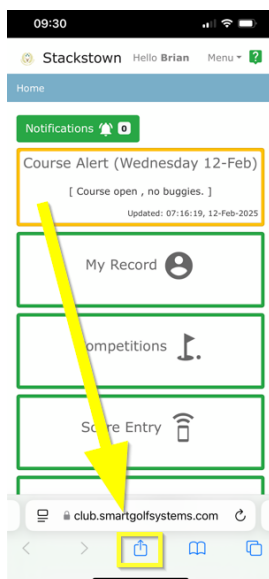 09:30
Stackstown Hello Brian Menu ?
Home
Notifications 0
Course Alert (Wednesday 12-Feb)
[ Course open , no buggies. ]
Updated: 07:16:19, 12-Feb-2025
My Record
ompetitions
Score Entry
club.smartgolfsystems.com